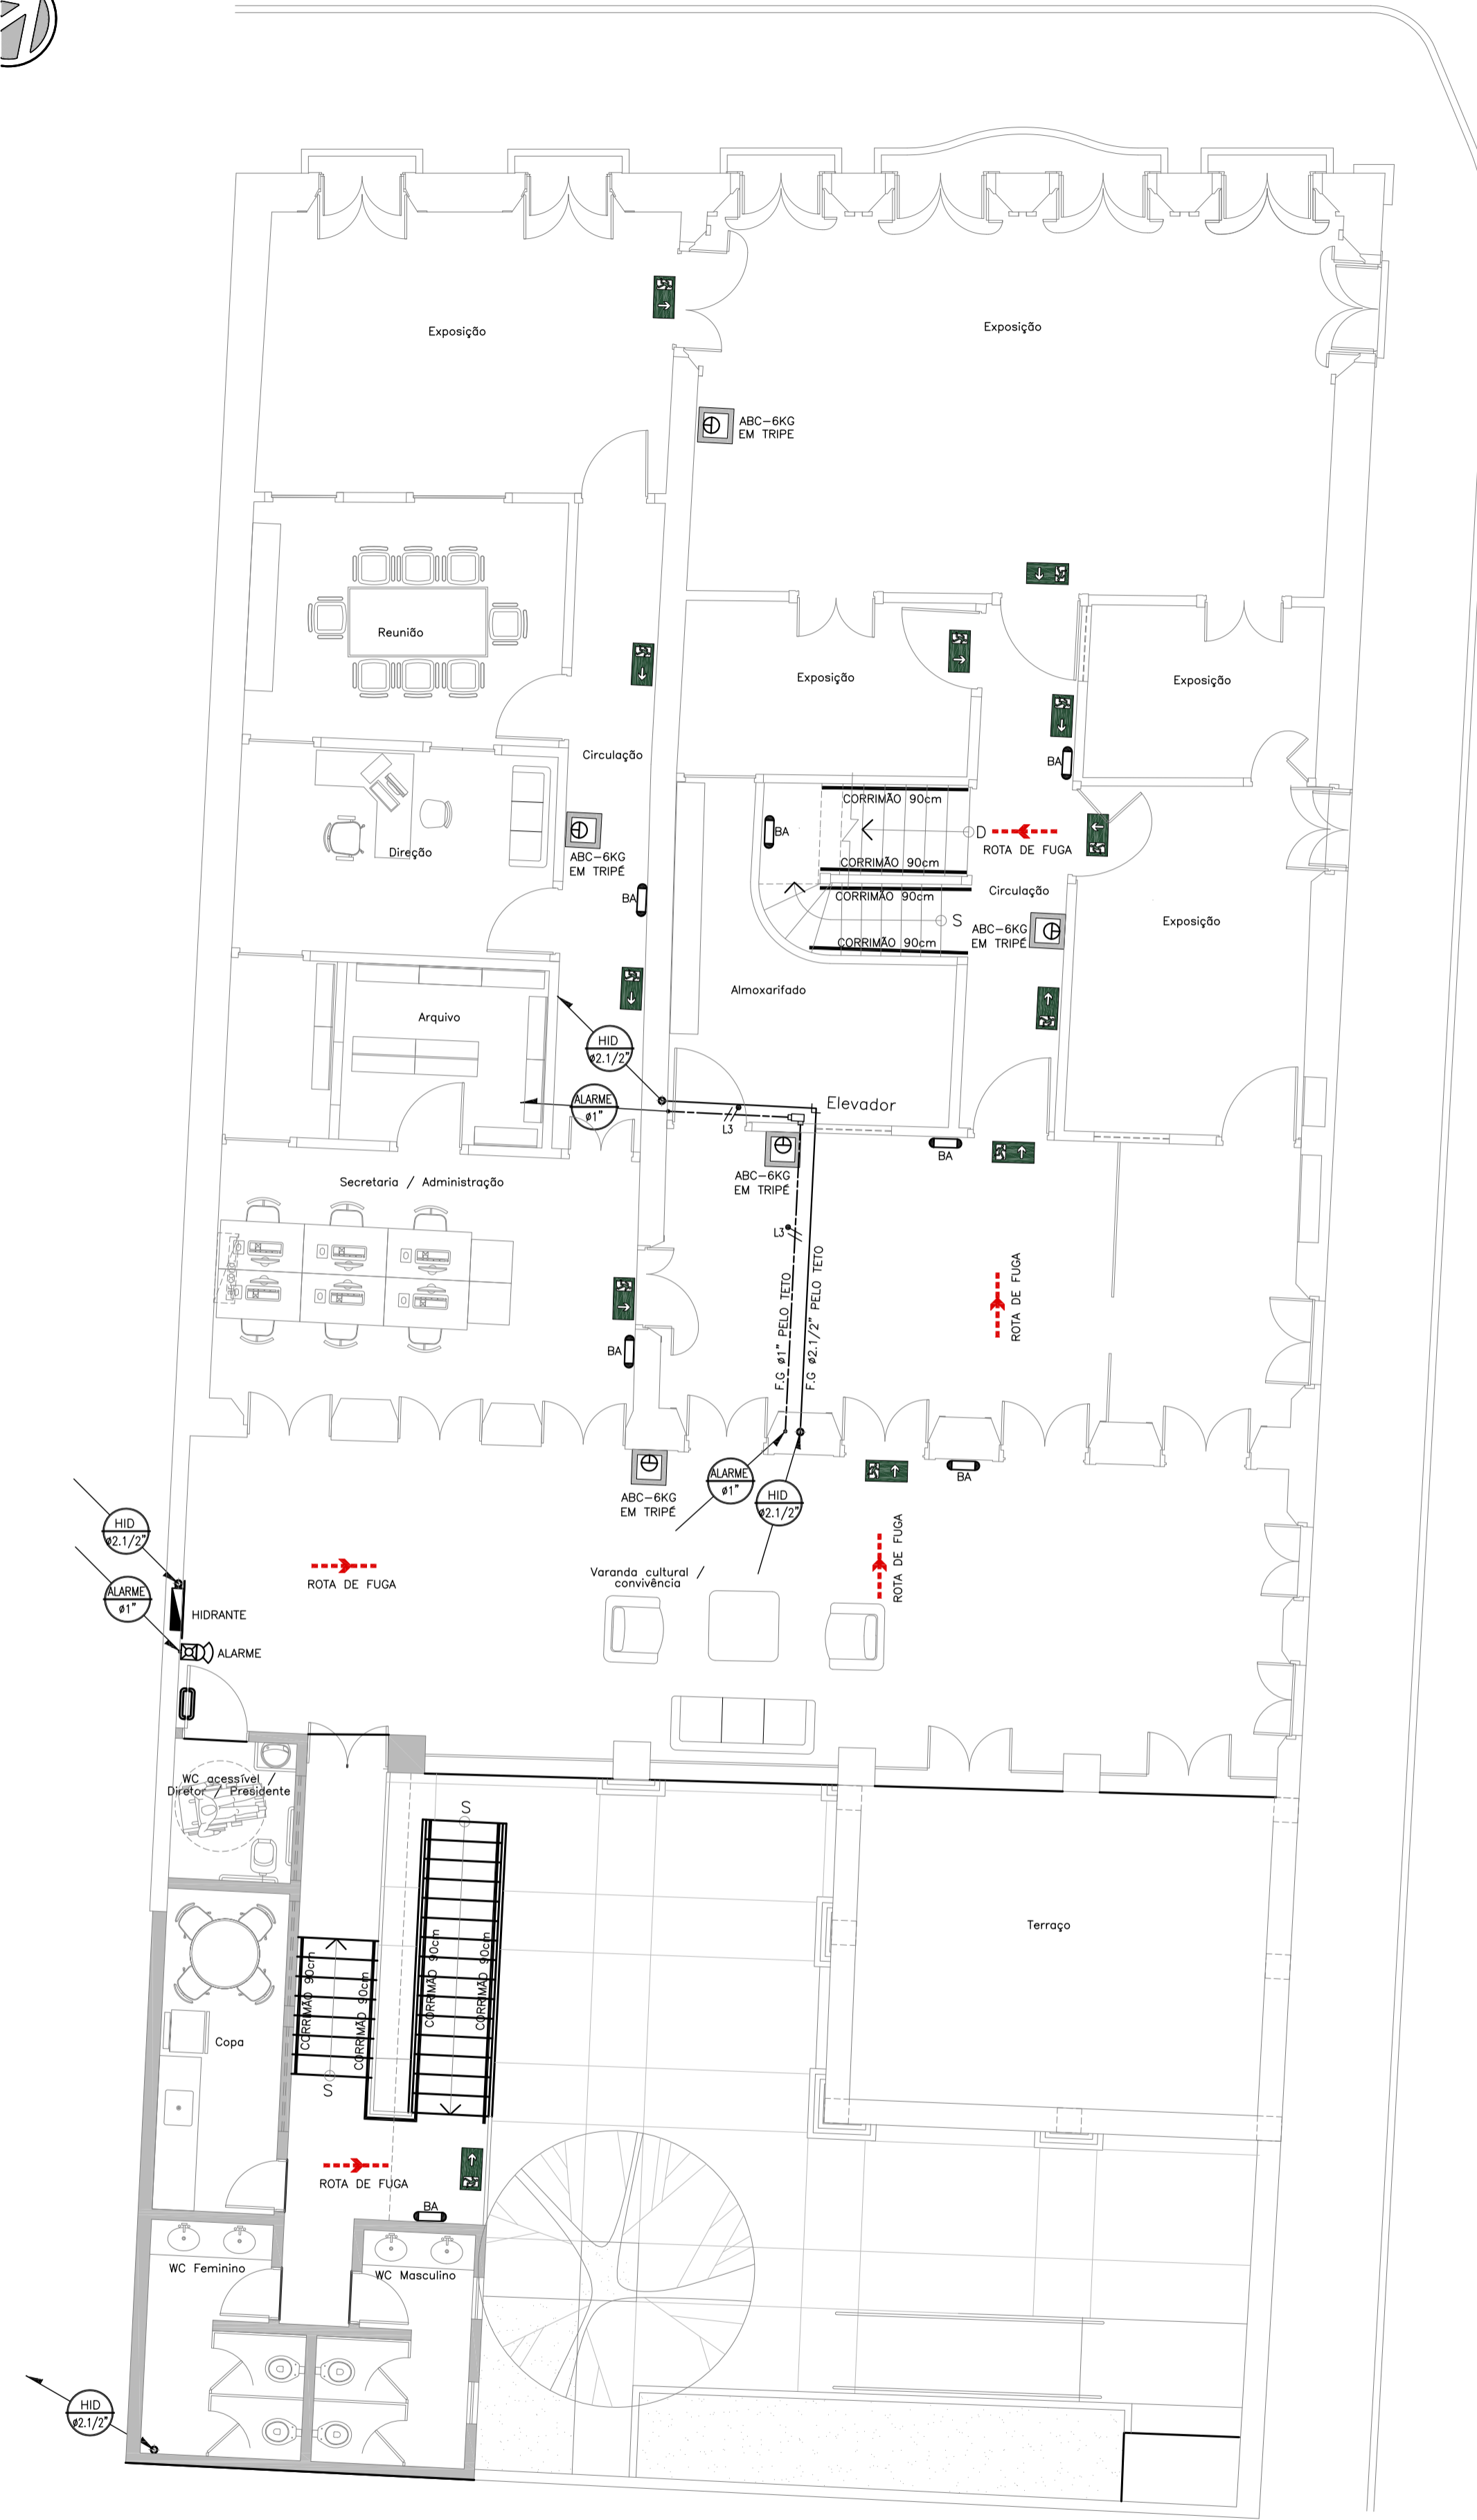 Exposição
Exposição
ABC-6KG
EM TRIPE
Reunião
Exposição
Exposição
Circulação
BA
CORRIMÃO 90cm
BA
D
ROTA DE FUGA
ABC-6KG
EM TRIPÉ
Direção
CORRIMÃO 90cm
Circulação
BA
CORRIMÃO 90cm
S
ABC-6KG
EM TRIPÉ
Exposição
CORRIMÃO 90cm
Almoxarifado
Arquivo
HID
ø2.1/2"
ALARME
ø1"
Elevador
L3
BA
ABC-6KG
EM TRIPÉ
Secretaria / Administração
L3
F.G ø1" PELO TETO
F.G ø2.1/2" PELO TETO
ROTA DE FUGA
BA
ABC-6KG
EM TRIPÉ
ALARME
ø1"
HID
ø2.1/2"
BA
HID
ø2.1/2"
ROTA DE FUGA
ROTA DE FUGA
Varanda cultural /
convivência
ALARME
ø1"
HIDRANTE
ALARME
WC acessível /
Diretor / Presidente
S
CORRIMÃO 90cm
CORRIMÃO 90cm
CORRIMÃO 90cm
CORRIMÃO 90cm
Terraço
Copa
S
ROTA DE FUGA
BA
WC Feminino
WC Masculino
HID
ø2.1/2"